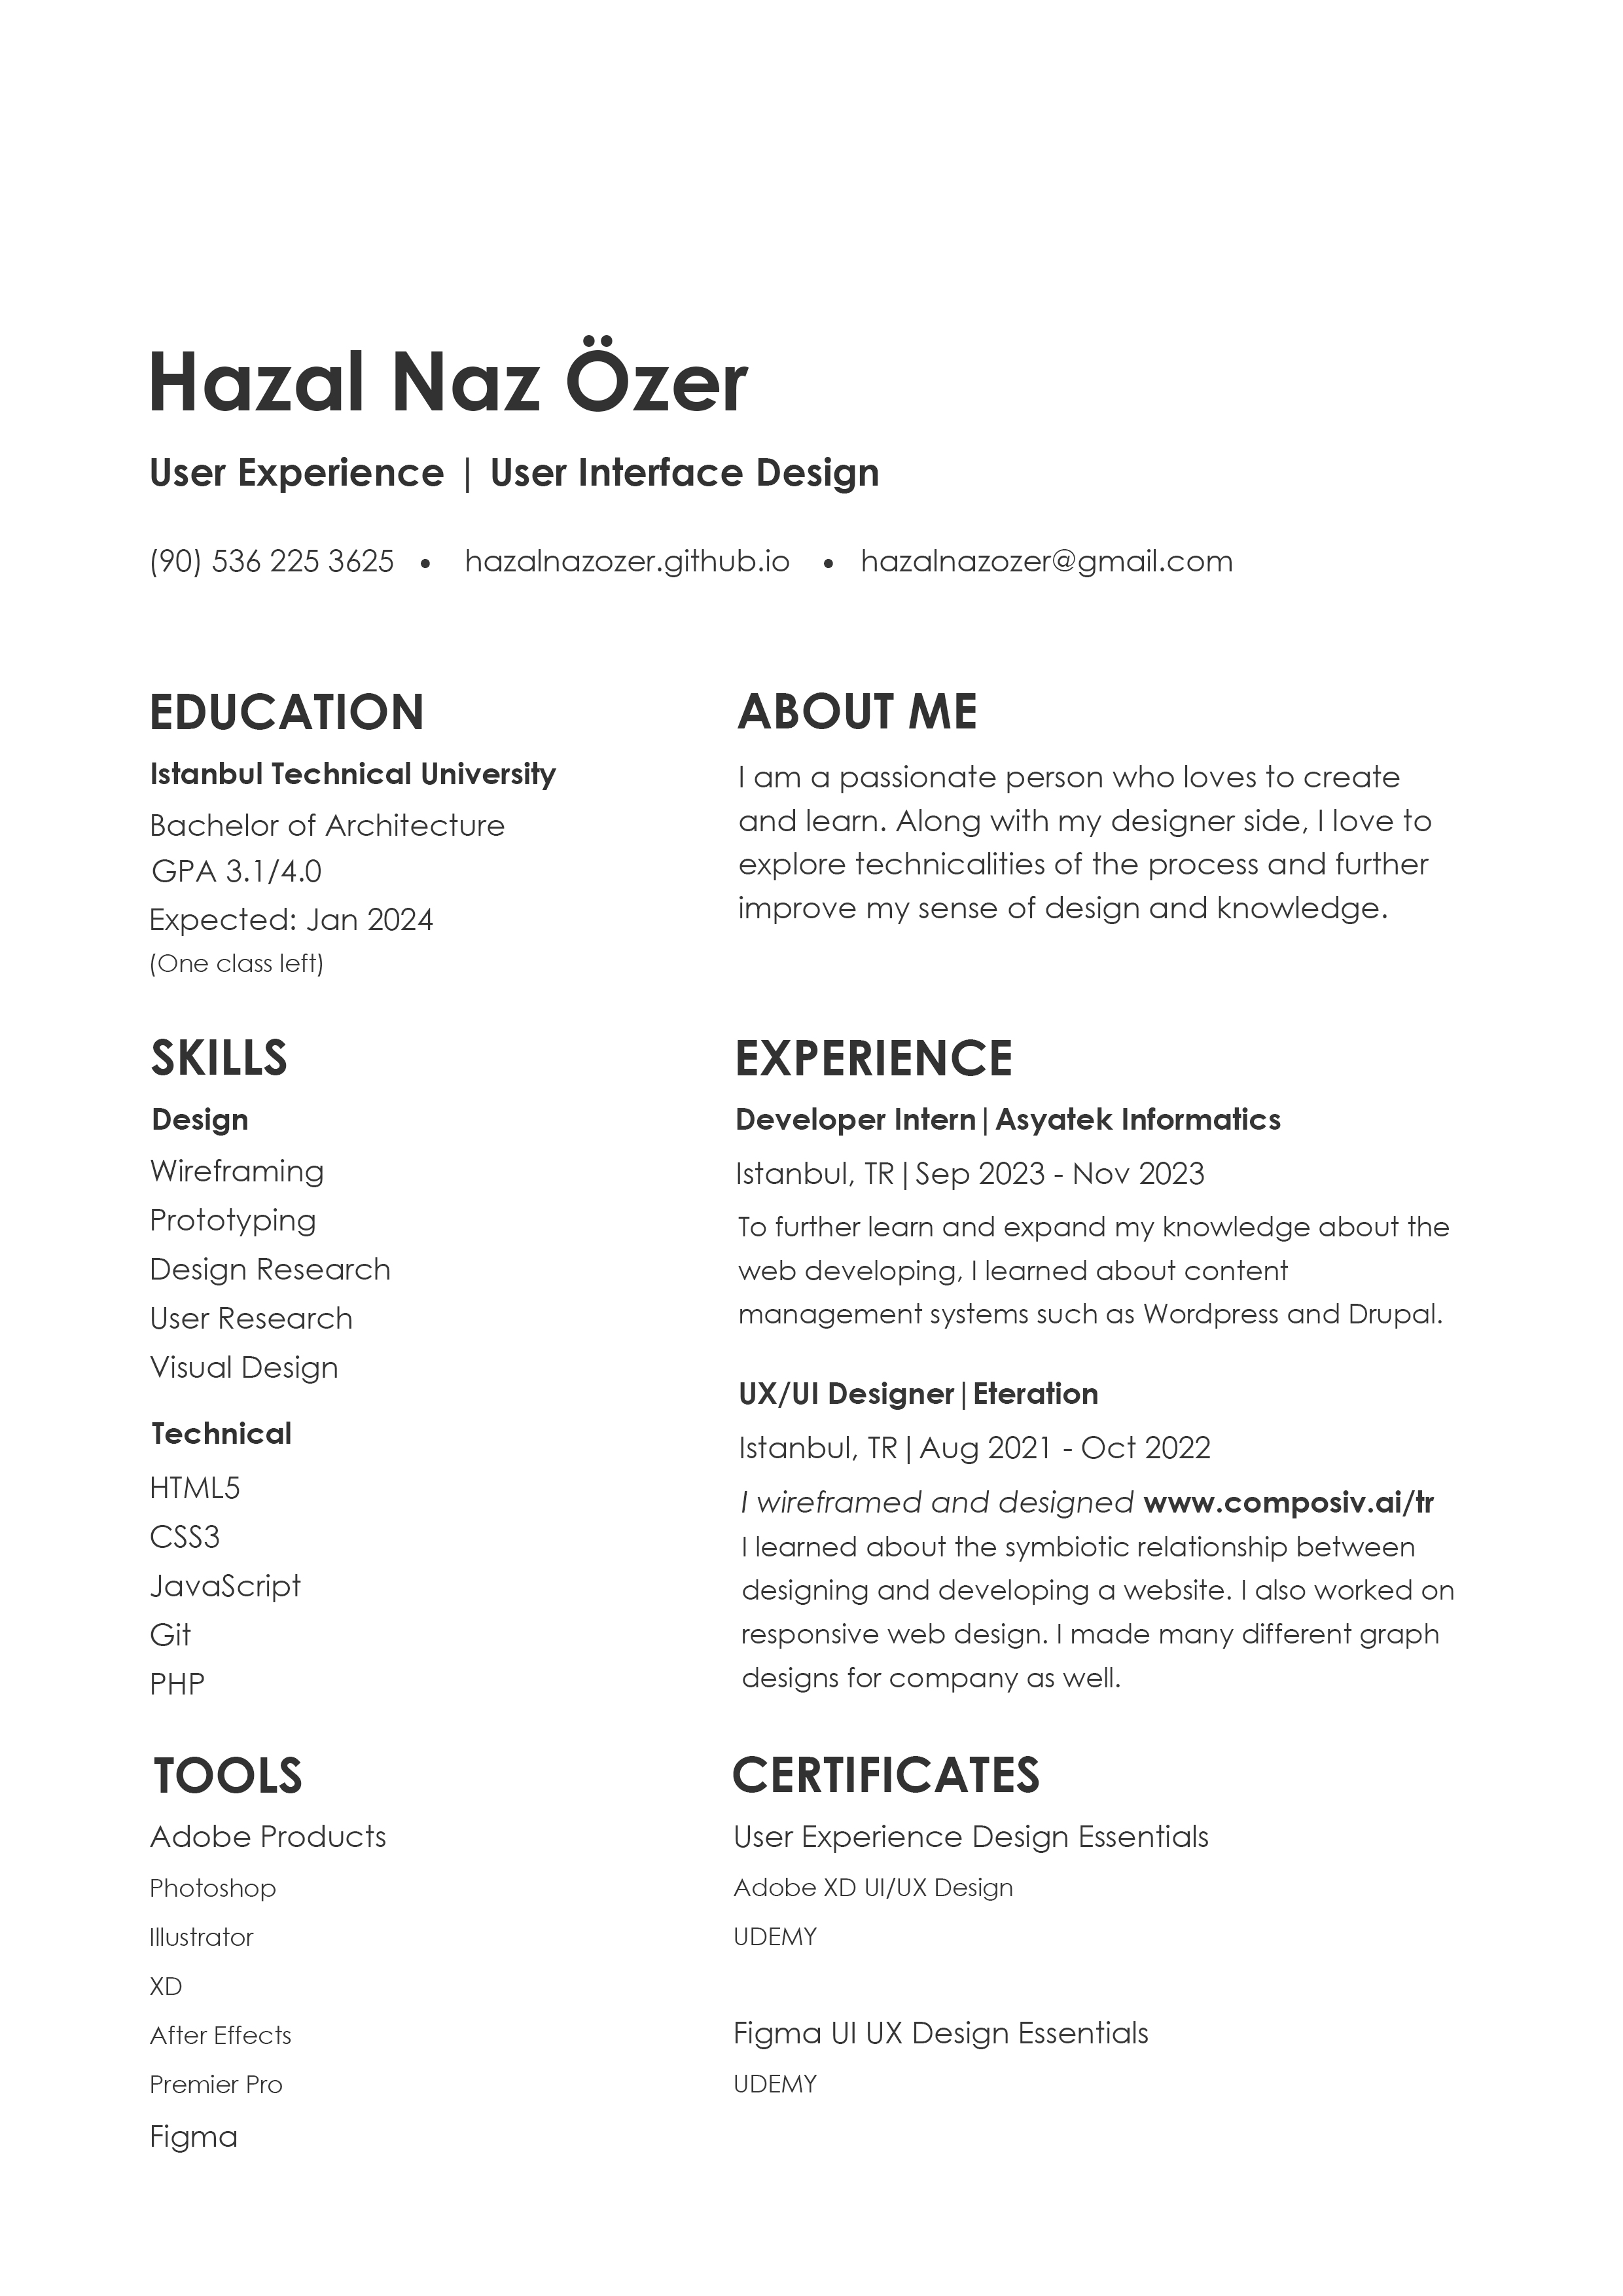 Hazal Naz Özer
User Experience | User Interface Design
(90) 536 225 3625 • hazalnazozer.github.io • hazalnazozer@gmail.com
EDUCATION
Istanbul Technical University
Bachelor of Architecture
GPA 3.1/4.0
Expected: Jan 2024
(One class left)
SKILLS
Design
Wireframing
Prototyping
Design Research
User Research
Visual Design
Technical
HTML5
CSS3
JavaScript
Git
PHP
TOOLS
Adobe Products
Photoshop
Illustrator
XD
After Effects
Premier Pro
Figma
ABOUT ME
I am a passionate person who loves to create
and learn. Along with my designer side, I love to
explore technicalities of the process and further
improve my sense of design and knowledge.
EXPERIENCE
Developer Intern|Asyatek Informatics
Istanbul, TR|Sep 2023 - Nov 2023
To further learn and expand my knowledge about the
web developing, I learned about content
management systems such as Wordpress and Drupal.
UX/UI Designer|Eteration
Istanbul, TR|Aug 2021 - Oct 2022
I wireframed and designed www.composiv.ai/tr
I learned about the symbiotic relationship between
designing and developing a website. I also worked on
responsive web design. I made many different graph
designs for company as well.
CERTIFICATES
User Experience Design Essentials
Adobe XD UI/UX Design
UDEMY
Figma UI UX Design Essentials
UDEMY